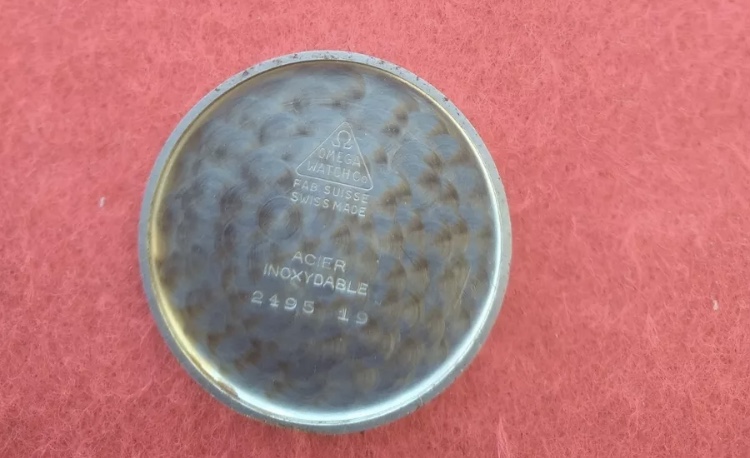 Ω
OMEGA
WATCH Co
FAB. SUISSE
SWISS MADE
ACIER
INOXYDABLE
2495 19